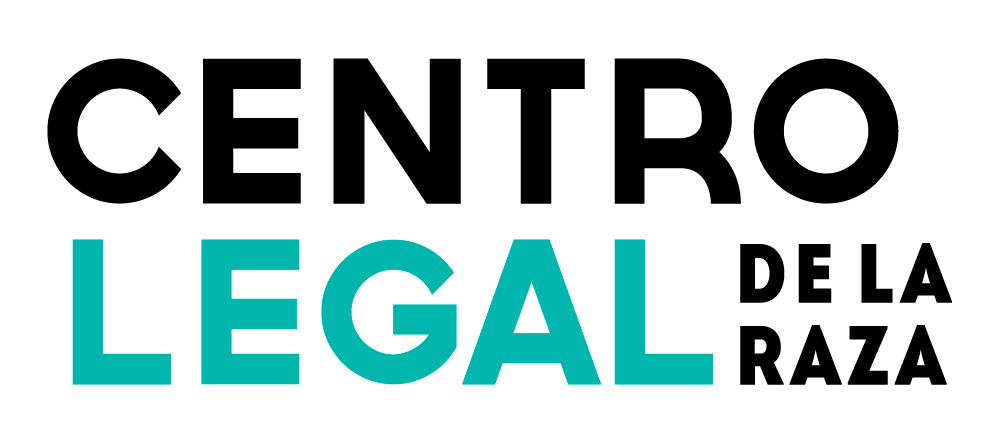 CENTRO
LEGAL
DE LA
RAZA